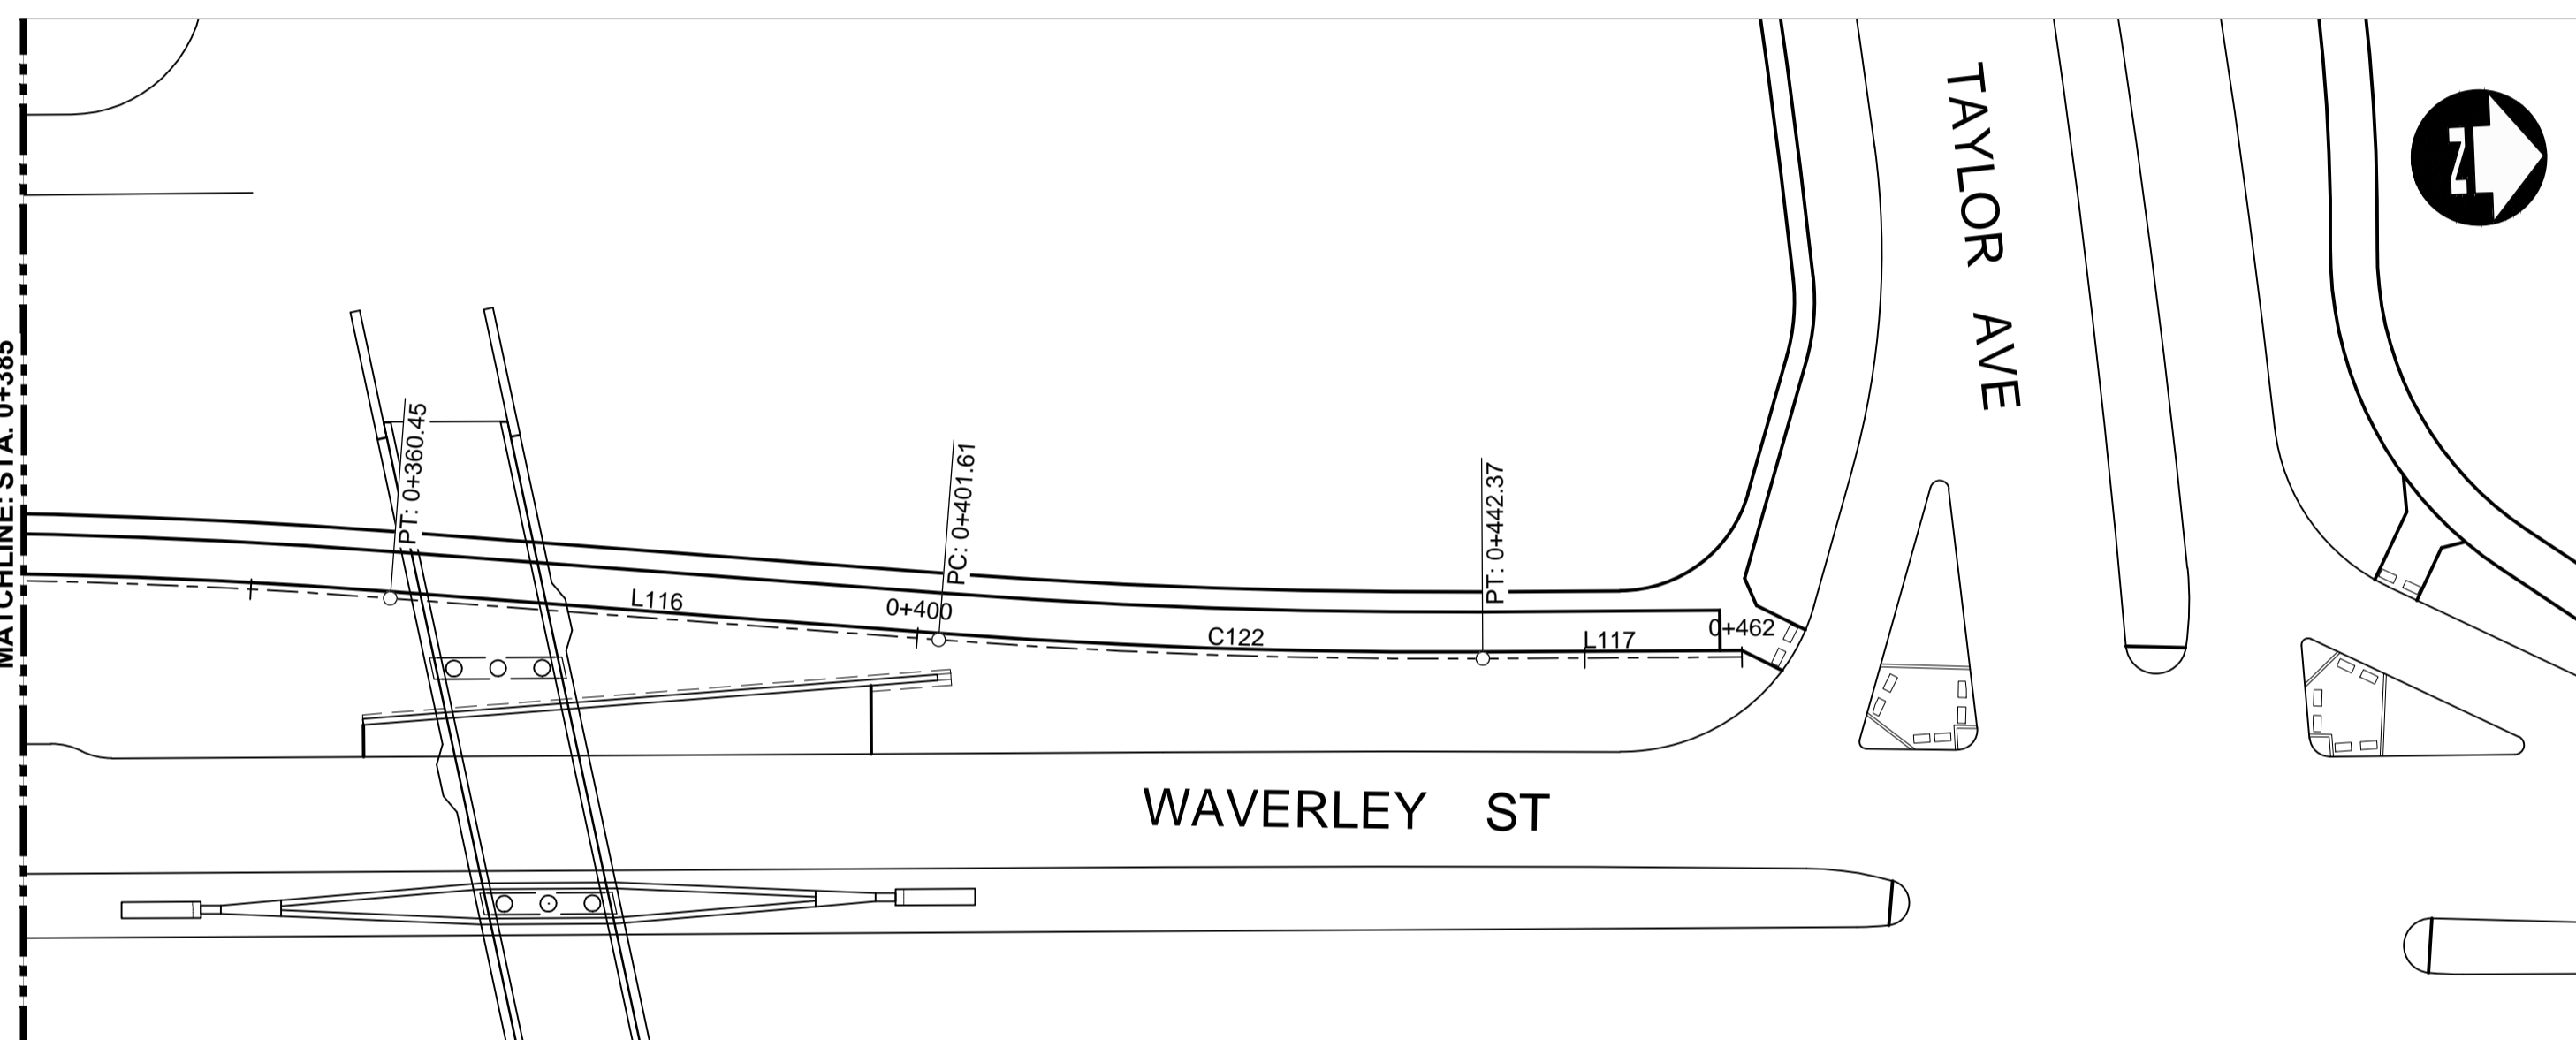 TAYLOR AVE
N
MATCHLINE: STA. 0+385
PT: 0+360.45
PC: 0+401.61
PT: 0+442.37
L116
0+400
C122
L117
0+462
WAVERLEY ST